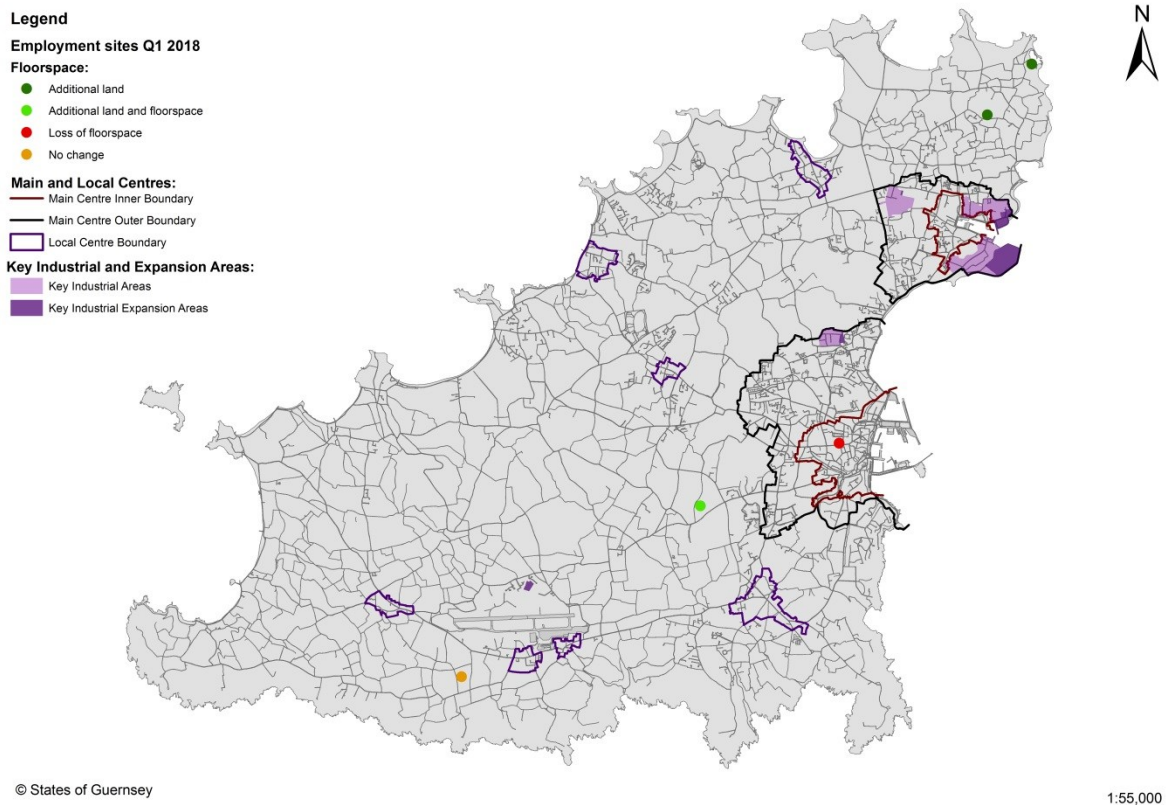 Legend
Employment sites Q1 2018
Floorspace:
Additional land
Additional land and floorspace
Loss of floorspace
No change
Main and Local Centres:
Main Centre Inner Boundary
Main Centre Outer Boundary
Local Centre Boundary
Key Industrial and Expansion Areas:
Key Industrial Areas
Key Industrial Expansion Areas
N
© States of Guernsey
1:55,000